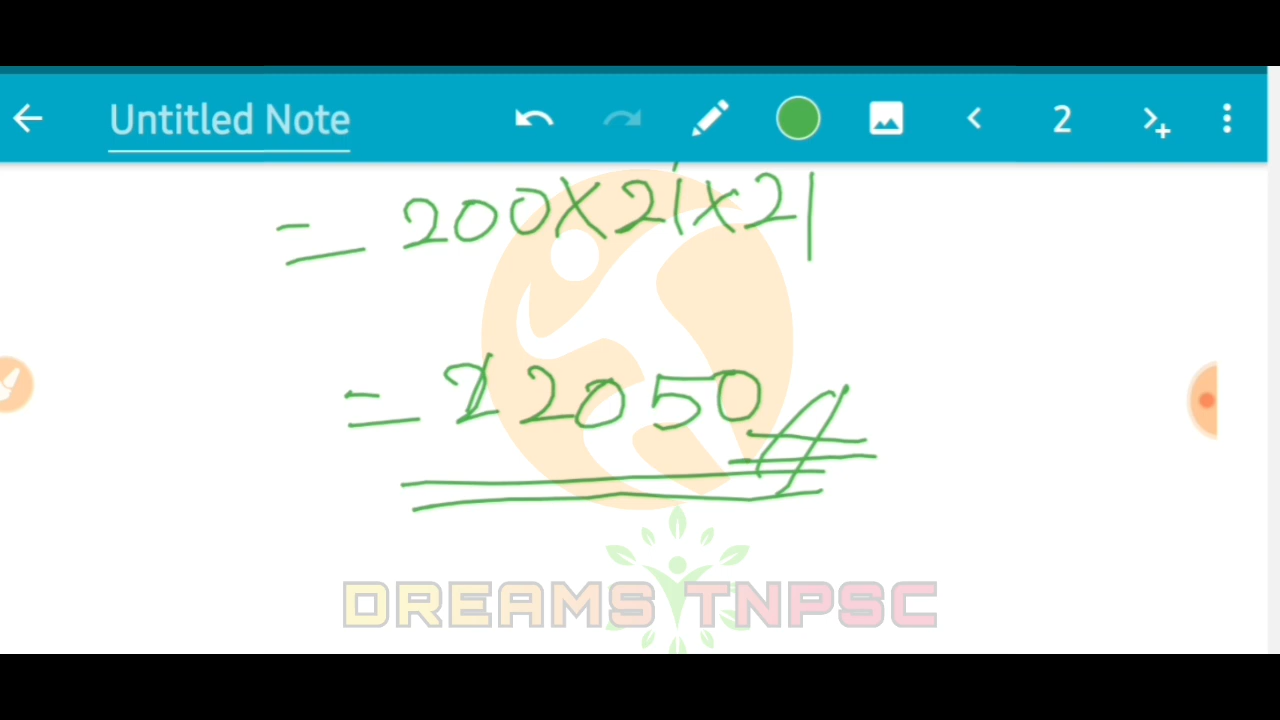 Untitled Note
2
= 200 X 21 X 21
= 22050
DREAMS TNPSC